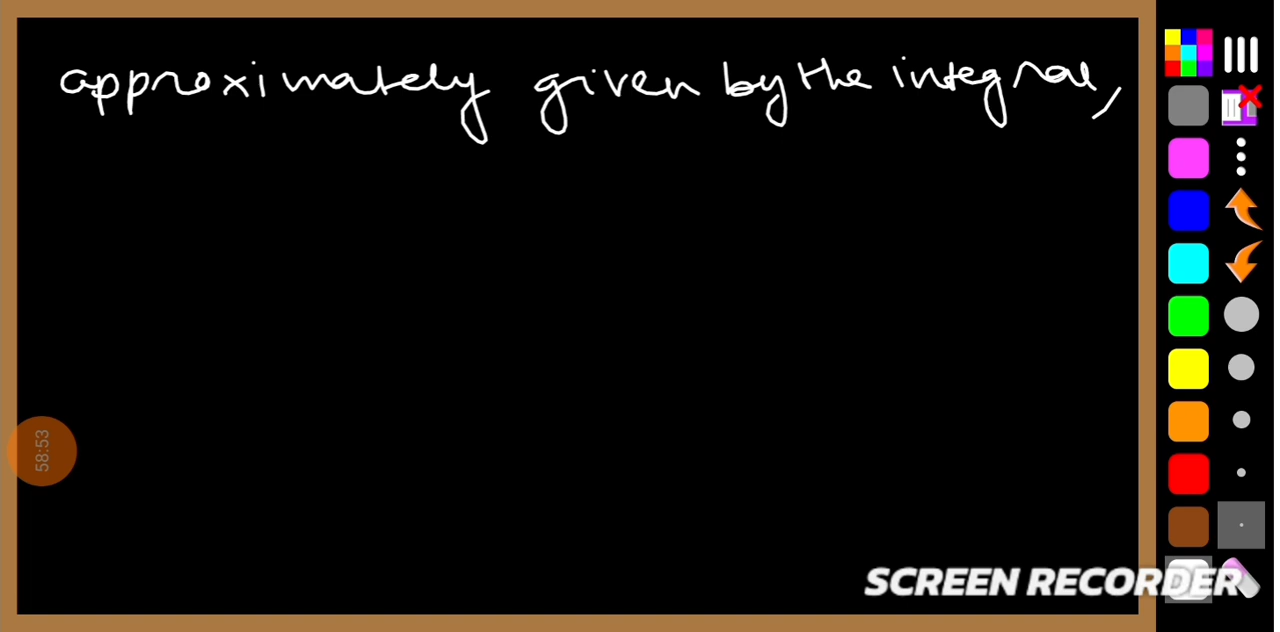 approximately given by the integral,
58:53
SCREEN RECORDER